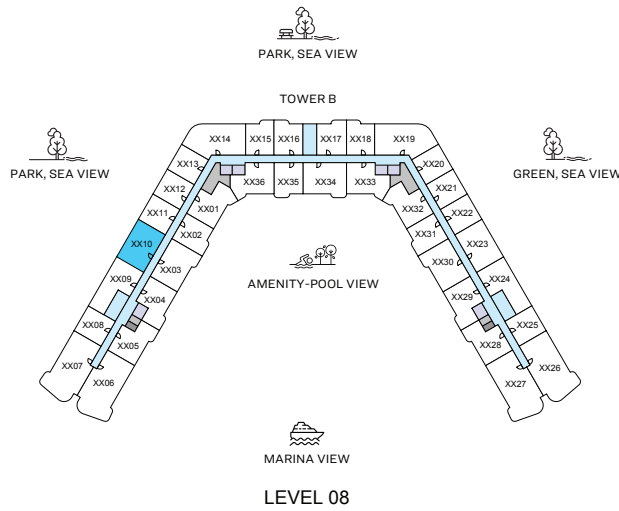 PARK, SEA VIEW
TOWER B
PARK, SEA VIEW
GREEN, SEA VIEW
XX14
XX15
XX16
XX17
XX18
XX19
XX13
XX36
XX35
XX34
XX33
XX20
XX12
XX01
XX32
XX21
XX11
XX02
XX31
XX22
XX10
XX03
XX30
XX23
XX09
XX04
XX29
XX24
XX08
XX05
XX28
XX25
XX07
XX06
XX27
XX26
AMENITY-POOL VIEW
MARINA VIEW
LEVEL 08